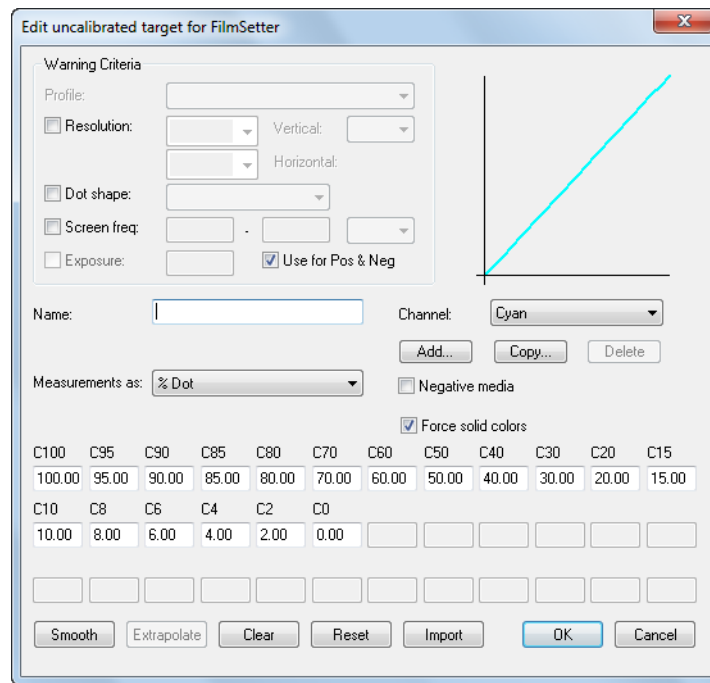 Edit uncalibrated target for FilmSetter
Warning Criteria
Profile:
Resolution: Vertical:
Horizontal:
Dot shape:
Screen freq: -
Exposure: Use for Pos & Neg
Name: Channel: Cyan
Add... Copy... Delete
Measurements as: % Dot Negative media
Force solid colors
C100 C95 C90 C85 C80 C70 C60 C50 C40 C30 C20 C15
100.00 95.00 90.00 85.00 80.00 70.00 60.00 50.00 40.00 30.00 20.00 15.00
C10 C8 C6 C4 C2 C0
10.00 8.00 6.00 4.00 2.00 0.00
Smooth Extrapolate Clear Reset Import OK Cancel